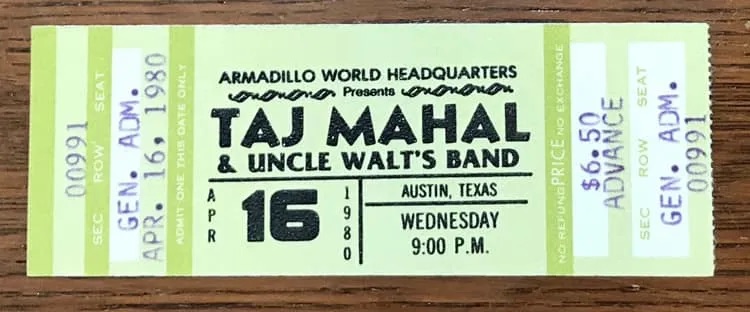 00991
SEC ROW SEAT
GEN. ADM.
APR. 16, 1980
ADMIT ONE THIS DATE ONLY
ARMADILLO WORLD HEADQUARTERS
Presents
TAJ MAHAL
& UNCLE WALT'S BAND
APR
16
1980
AUSTIN, TEXAS
WEDNESDAY
9:00 P.M.
NO REFUND PRICE NO EXCHANGE
$6.50
ADVANCE
SEC ROW SEAT
GEN. ADM.
00991